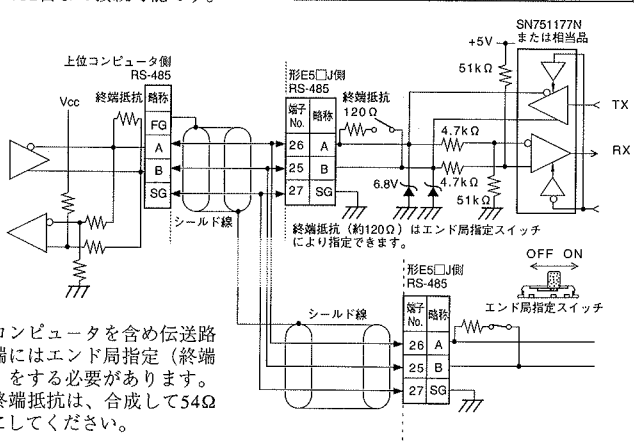 上位コンピュータ側
RS-485
Vcc
終端抵抗
略称
FG
A
B
SG
シールド線
形E5□J側
RS-485
端子
No.
略称
26 A
25 B
27 SG
終端抵抗
120Ω
6.8V
4.7kΩ
4.7kΩ
51kΩ
51kΩ
+5V
SN751177N
または相当品
TX
RX
終端抵抗（約120Ω）はエンド局指定スイッチ
により指定できます。
OFF ON
エンド局指定スイッチ
シールド線
形E5□J側
RS-485
端子
No.
略称
26 A
25 B
27 SG
コンピュータを含め伝送路
端にはエンド局指定（終端
）をする必要があります。
終端抵抗は、合成して54Ω
にしてください。